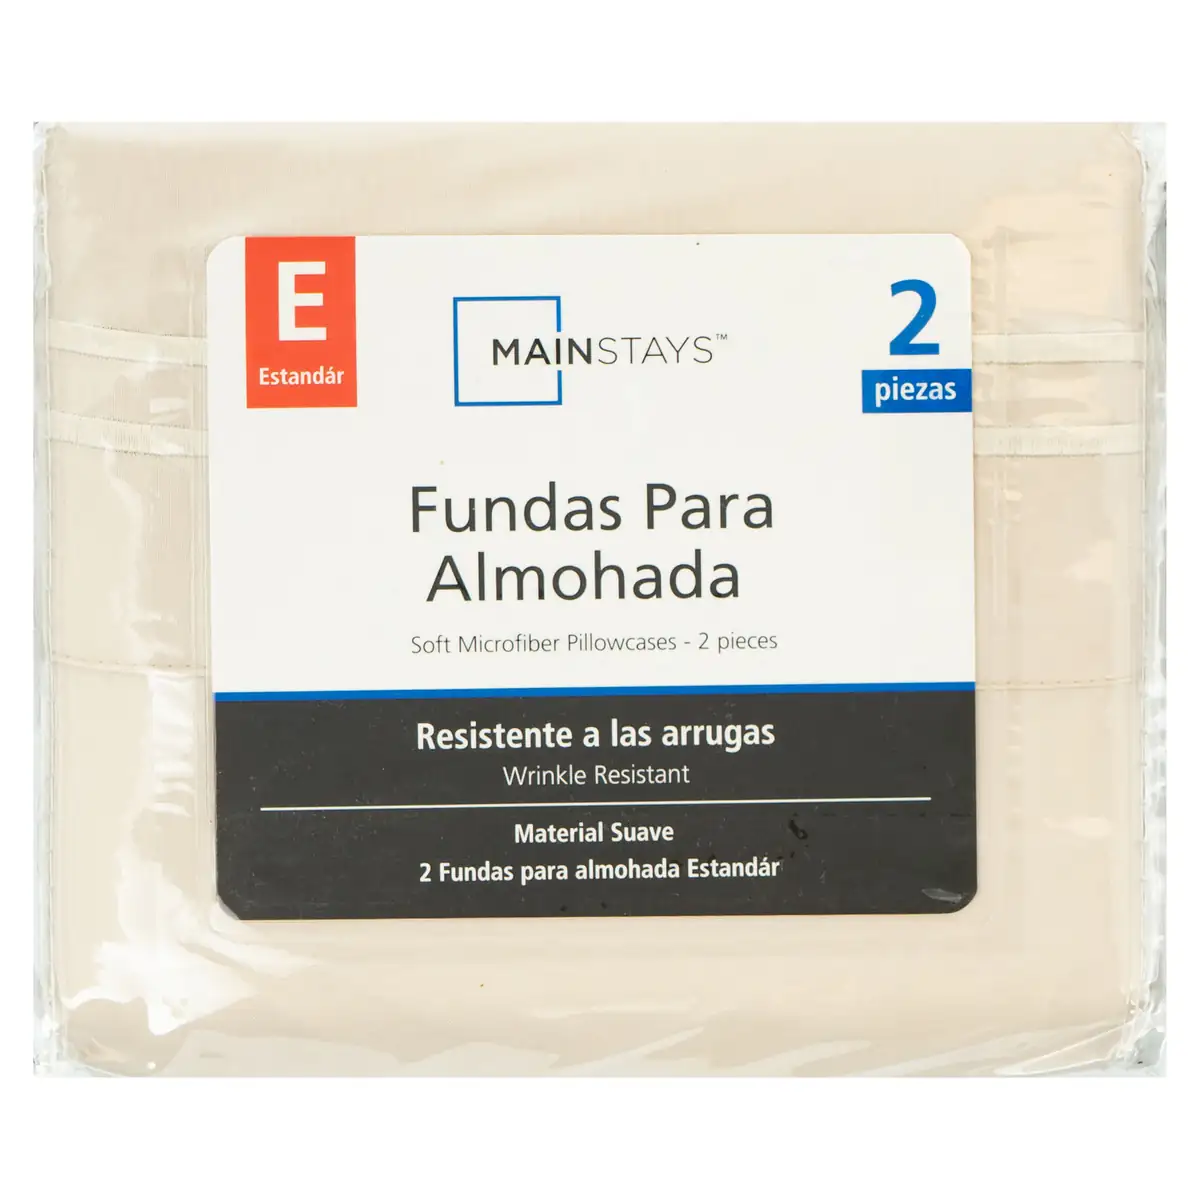 E
Estandár
MAINSTAYS™
2
piezas
Fundas Para
Almohada
Soft Microfiber Pillowcases - 2 pieces
Resistente a las arrugas
Wrinkle Resistant
Material Suave
2 Fundas para almohada Estandár